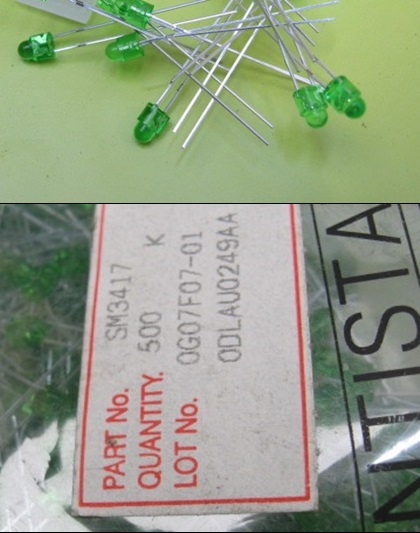 PART No. SM3417
QUANTITY. 500 K
LOT No. 0G07F07-01
0DLAU0249AA
NTISTA